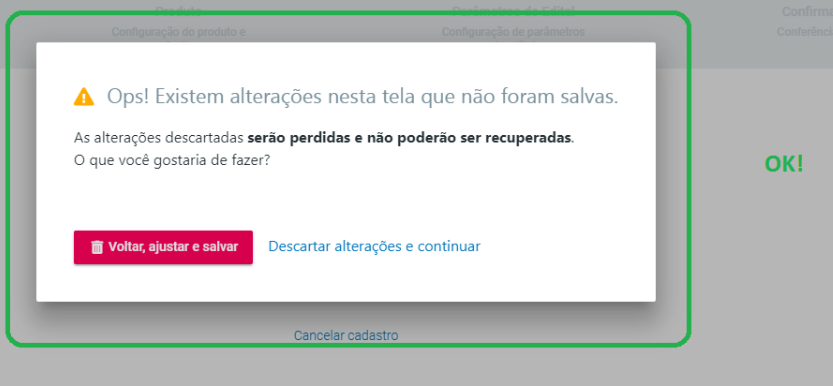 Produto
Parâmetros do Edital
Confirma
Configuração do produto e
Configuração de parâmetros
Conferênci
Ops! Existem alterações nesta tela que não foram salvas.
As alterações descartadas serão perdidas e não poderão ser recuperadas.
O que você gostaria de fazer?
OK!
Voltar, ajustar e salvar
Descartar alterações e continuar
Cancelar cadastro